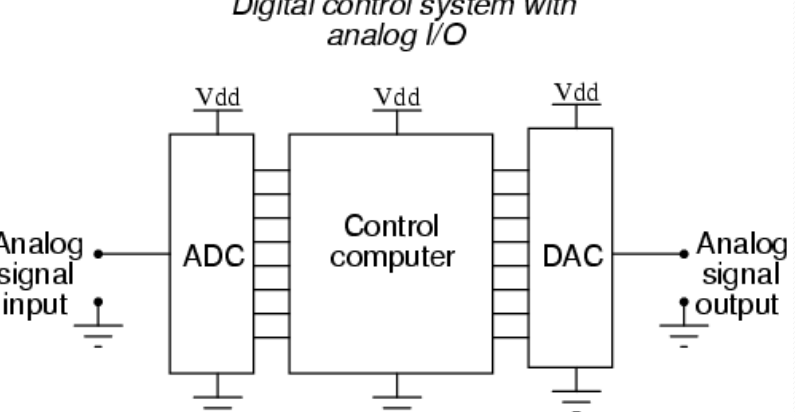 Digital control system with
analog I/O
Vdd
Vdd
Vdd
Analog
signal
input
ADC
Control
computer
DAC
Analog
signal
output